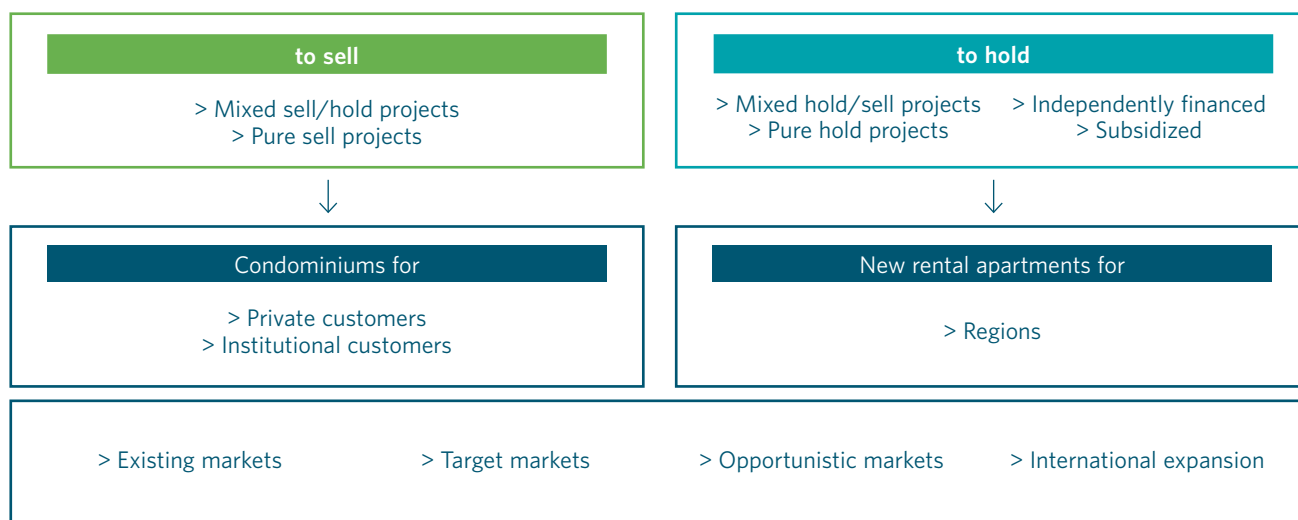 to sell
> Mixed sell/hold projects
> Pure sell projects
to hold
> Mixed hold/sell projects
> Pure hold projects
> Independently financed
> Subsidized
Condominiums for
> Private customers
> Institutional customers
New rental apartments for
> Regions
> Existing markets
> Target markets
> Opportunistic markets
> International expansion